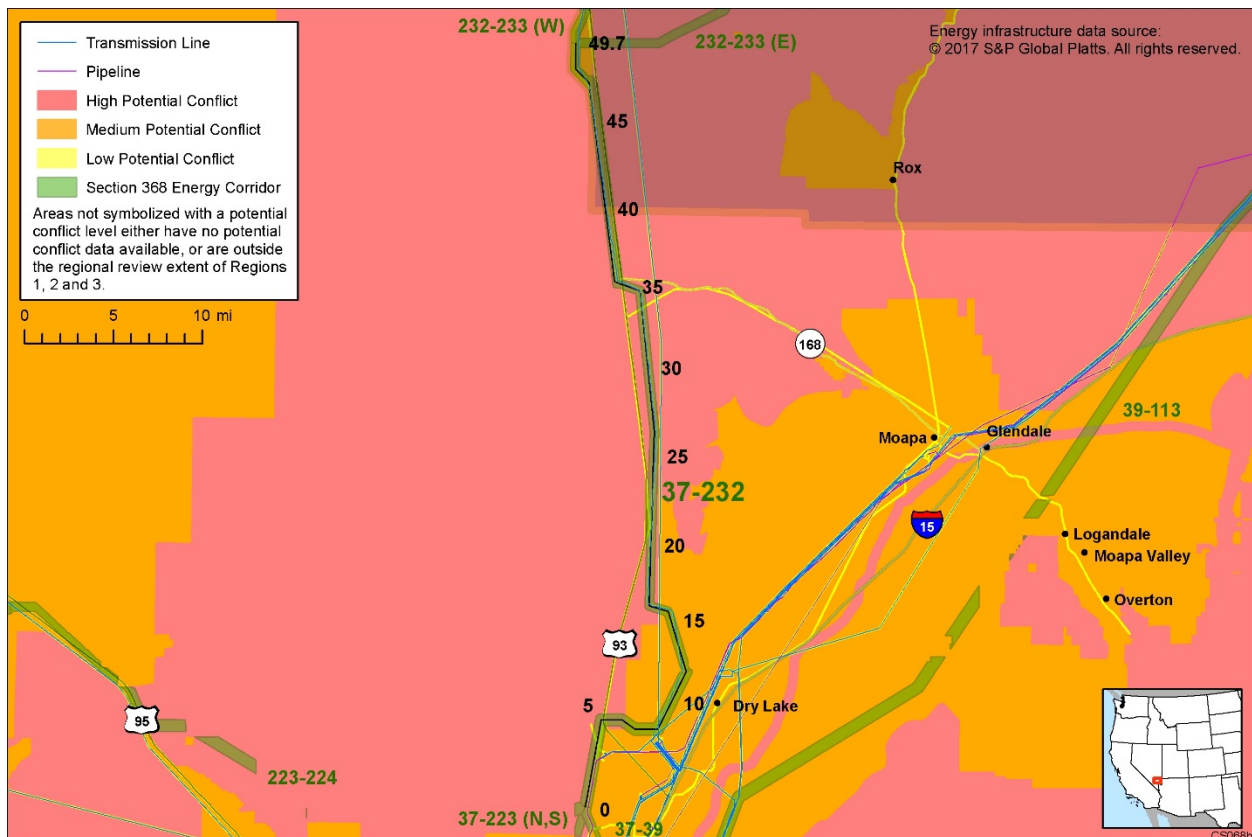 232-233 (W)
49.7
232-233 (E)
Energy infrastructure data source:
© 2017 S&P Global Platts. All rights reserved.
Transmission Line
Pipeline
High Potential Conflict
Medium Potential Conflict
Low Potential Conflict
Section 368 Energy Corridor
Areas not symbolized with a potential
conflict level either have no potential
conflict data available, or are outside
the regional review extent of Regions
1, 2 and 3.
0 5 10 mi
45
Rox
40
35
168
30
39-113
Moapa
Glendale
25
37-232
15
20
Logandale
Moapa Valley
Overton
15
93
5
10
Dry Lake
95
223-224
0
37-223 (N,S)
37-39
CS068b